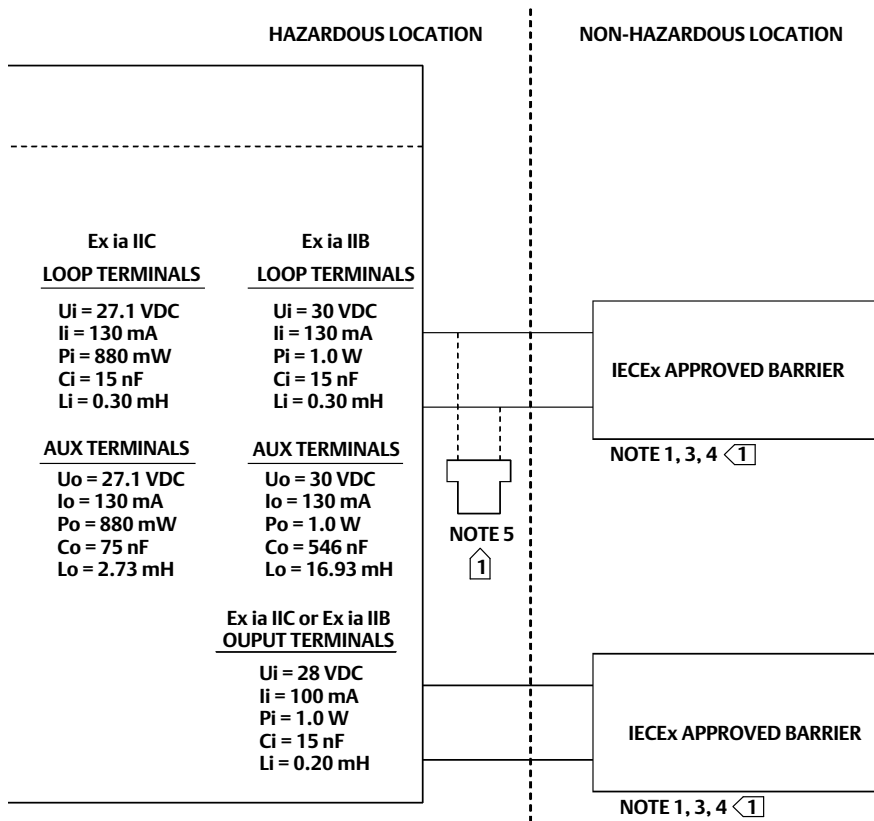 HAZARDOUS LOCATION
NON-HAZARDOUS LOCATION
Ex ia IIC
LOOP TERMINALS
Ui = 27.1 VDC
Ii = 130 mA
Pi = 880 mW
Ci = 15 nF
Li = 0.30 mH
AUX TERMINALS
Uo = 27.1 VDC
Io = 130 mA
Po = 880 mW
Co = 75 nF
Lo = 2.73 mH
Ex ia IIB
LOOP TERMINALS
Ui = 30 VDC
Ii = 130 mA
Pi = 1.0 W
Ci = 15 nF
Li = 0.30 mH
AUX TERMINALS
Uo = 30 VDC
Io = 130 mA
Po = 1.0 W
Co = 546 nF
Lo = 16.93 mH
Ex ia IIC or Ex ia IIB
OUPUT TERMINALS
Ui = 28 VDC
Ii = 100 mA
Pi = 1.0 W
Ci = 15 nF
Li = 0.20 mH
NOTE 5
1
IECEx APPROVED BARRIER
NOTE 1, 3, 4 1
IECEx APPROVED BARRIER
NOTE 1, 3, 4 1